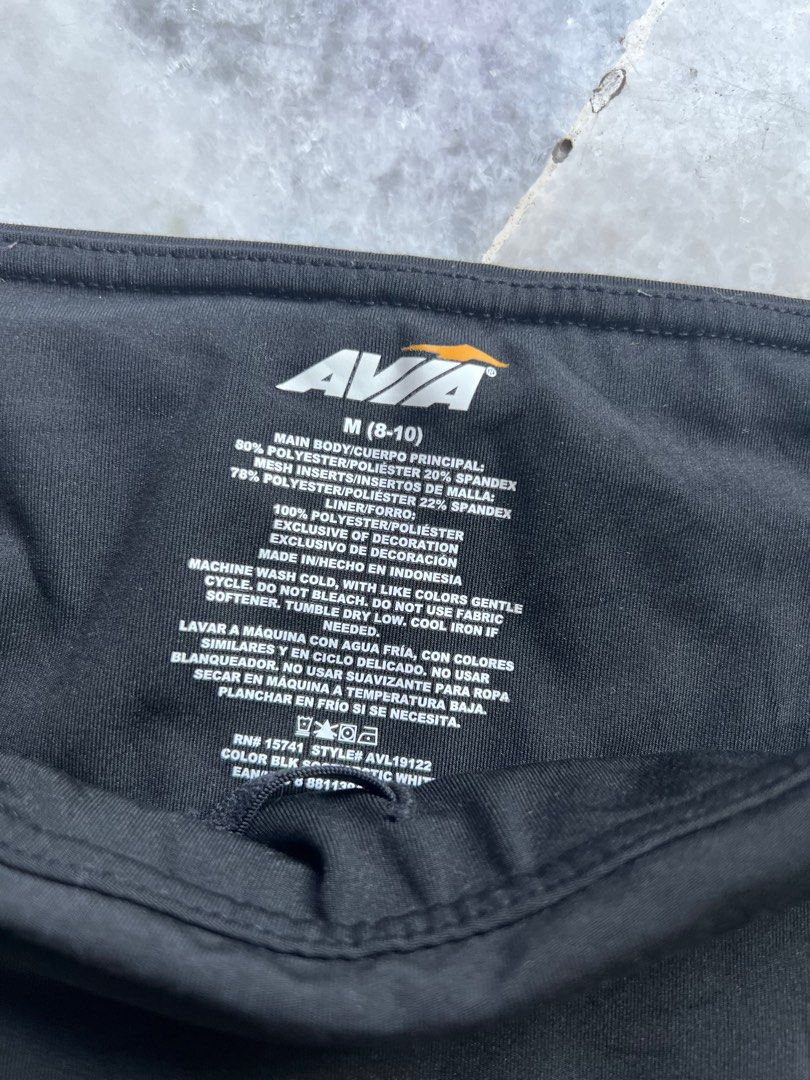 AVIA®
M (8-10)
MAIN BODY/CUERPO PRINCIPAL:
80% POLYESTER/POLIÉSTER 20% SPANDEX
MESH INSERTS/INSERTOS DE MALLA:
78% POLYESTER/POLIÉSTER 22% SPANDEX
LINER/FORRO:
100% POLYESTER/POLIÉSTER
EXCLUSIVE OF DECORATION
EXCLUSIVO DE DECORACIÓN
MADE IN/HECHO EN INDONESIA
MACHINE WASH COLD, WITH LIKE COLORS GENTLE
CYCLE. DO NOT BLEACH. DO NOT USE FABRIC
SOFTENER. TUMBLE DRY LOW. COOL IRON IF
NEEDED.
LAVAR A MÁQUINA CON AGUA FRÍA, CON COLORES
SIMILARES Y EN CICLO DELICADO. NO USAR
BLANQUEADOR. NO USAR SUAVIZANTE PARA ROPA
SECAR EN MÁQUINA A TEMPERATURA BAJA.
PLANCHAR EN FRÍO SI SE NECESITA.
RN# 15741 STYLE# AVL19122
COLOR BLK